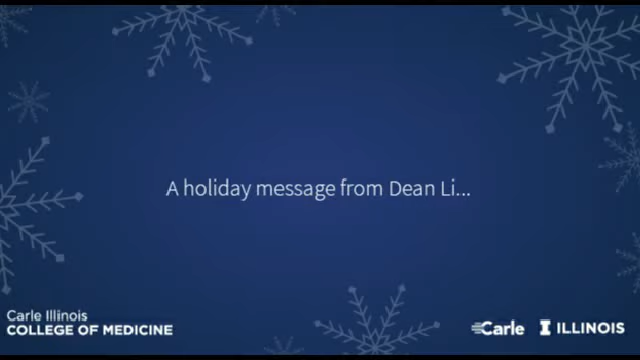 A holiday message from Dean Li...
Carle Illinois
COLLEGE OF MEDICINE
Carle
I ILLINOIS